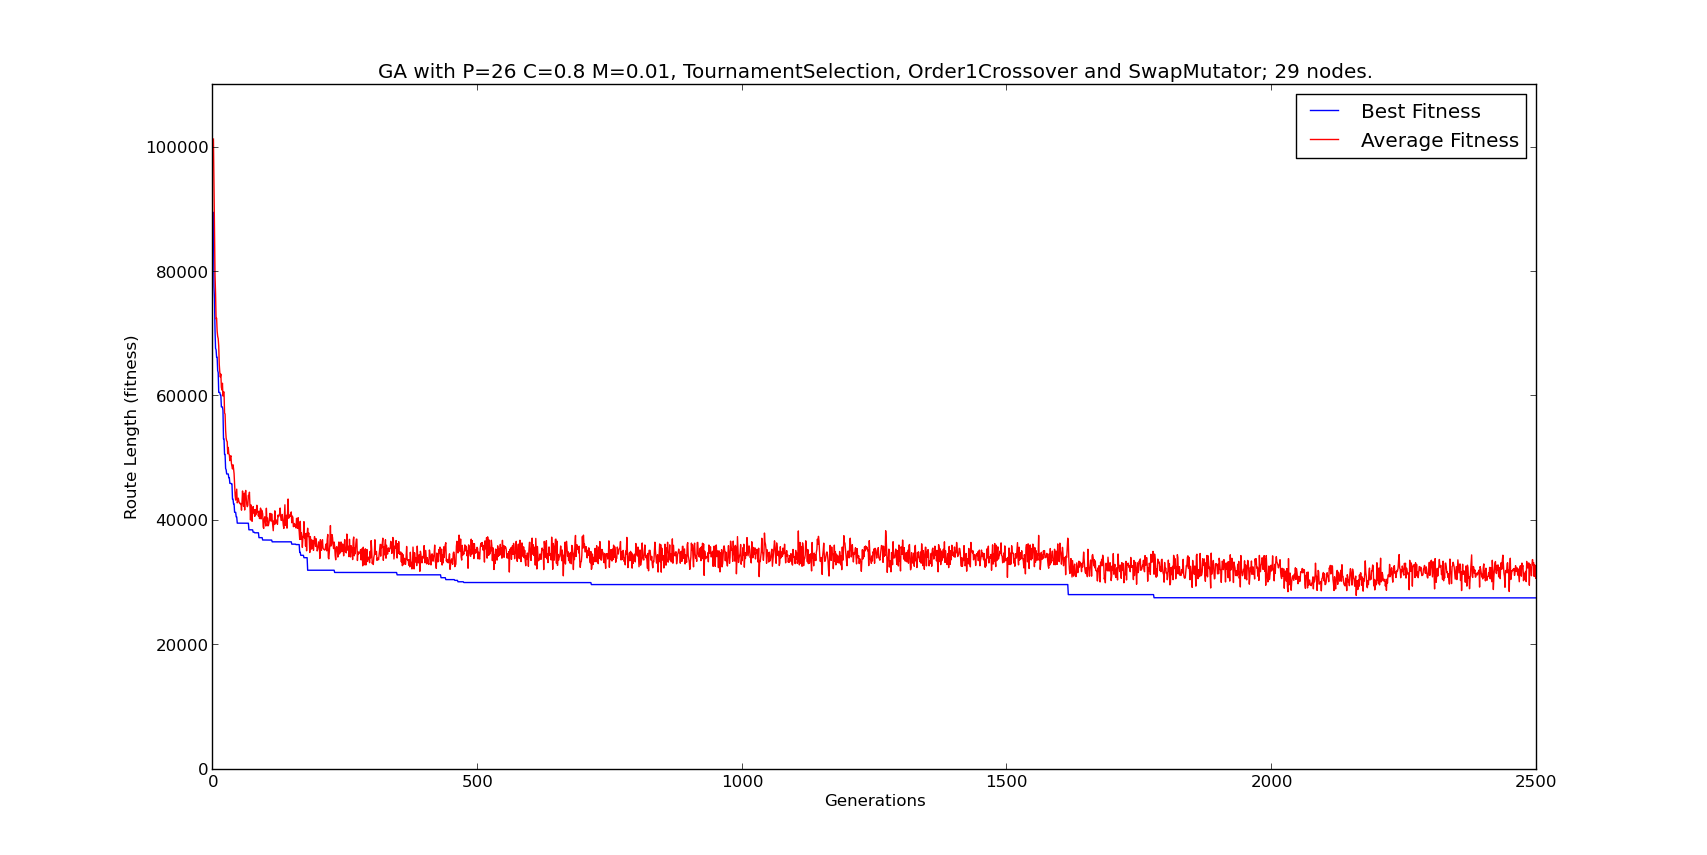 GA with P=26 C=0.8 M=0.01, TournamentSelection, Order1Crossover and SwapMutator; 29 nodes.
Best Fitness
Average Fitness
100000
80000
60000
40000
20000
0
Route Length (fitness)
0 500 1000 1500 2000 2500
Generations